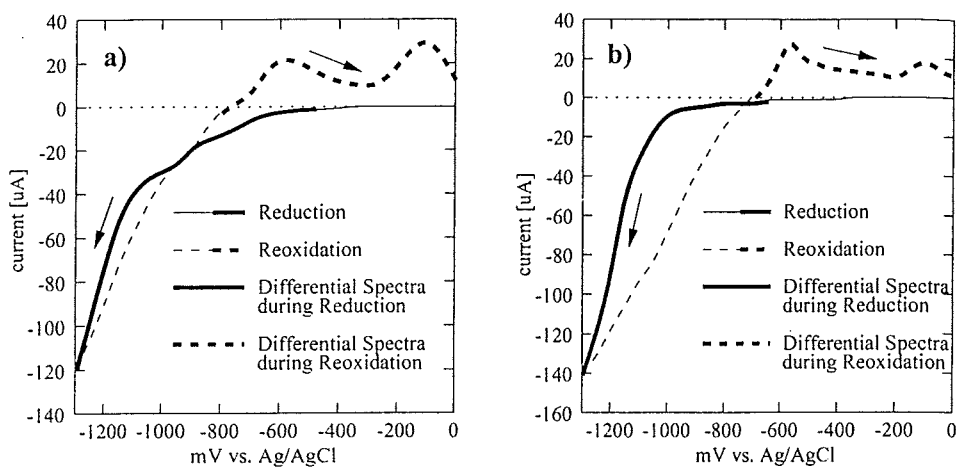 a)
40
20
0
-20
-40
-60
-80
-100
-120
-140
current [uA]
Reduction
Reoxidation
Differential Spectra
during Reduction
Differential Spectra
during Reoxidation
-1200 -1000 -800 -600 -400 -200 0
mV vs. Ag/AgCl
b)
40
20
0
-20
-40
-60
-80
-100
-120
-140
-160
current [uA]
Reduction
Reoxidation
Differential Spectra
during Reduction
Differential Spectra
during Reoxidation
-1200 -1000 -800 -600 -400 -200 0
mV vs. Ag/AgCl